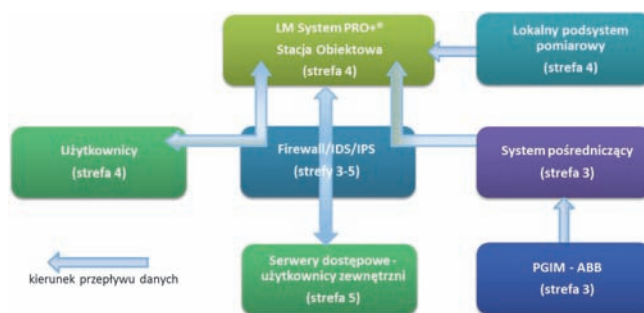 LM System PRO+®
Stacja Obiektowa
(strefa 4)
Lokalny podsystem
pomiarowy
(strefa 4)
Użytkownicy
(strefa 4)
Firewall/IDS/IPS
(strefy 3-5)
System pośredniczący
(strefa 3)
kierunek przepływu danych
Serwery dostępowe -
użytkownicy zewnętrzni
(strefa 5)
PGIM - ABB
(strefa 3)